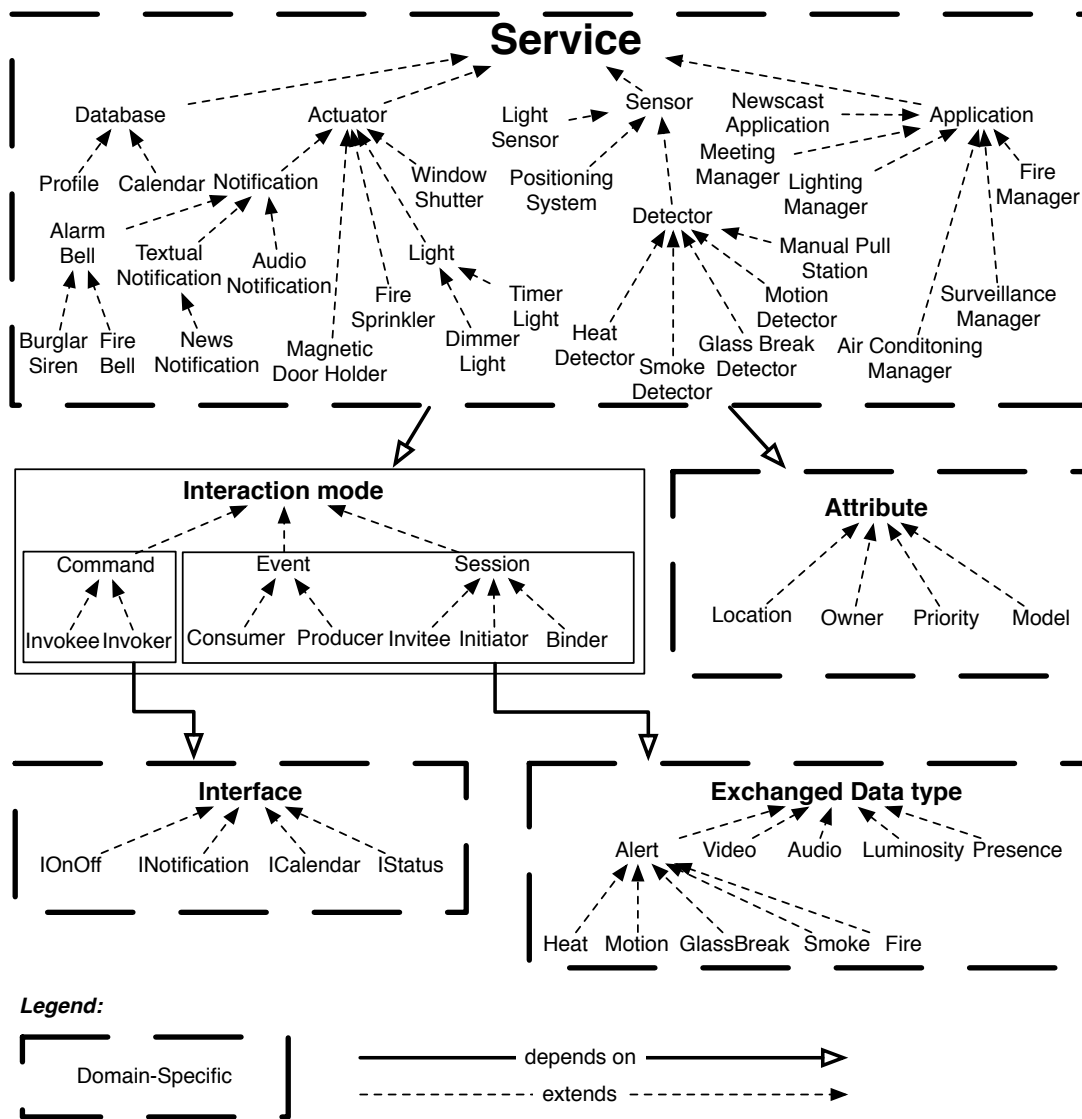 Service
Database
Actuator
Light
Sensor
Sensor
Newscast
Application
Application
Profile
Calendar
Notification
Window
Shutter
Positioning
System
Meeting
Manager
Lighting
Manager
Fire
Manager
Alarm
Bell
Textual
Notification
Audio
Notification
Light
Detector
Manual Pull
Station
Burglar
Siren
Fire
Bell
News
Notification
Magnetic
Door Holder
Fire
Sprinkler
Dimmer
Light
Timer
Light
Heat
Detector
Smoke
Detector
Glass Break
Detector
Motion
Detector
Air Conditoning
Manager
Surveillance
Manager
Interaction mode
Command
Event
Session
Invokee
Invoker
Consumer
Producer
Invitee
Initiator
Binder
Attribute
Location
Owner
Priority
Model
Interface
IOnOff
INotification
ICalendar
IStatus
Exchanged Data type
Alert
Video
Audio
Luminosity
Presence
Heat
Motion
GlassBreak
Smoke
Fire
Legend:
Domain-Specific
depends on
extends